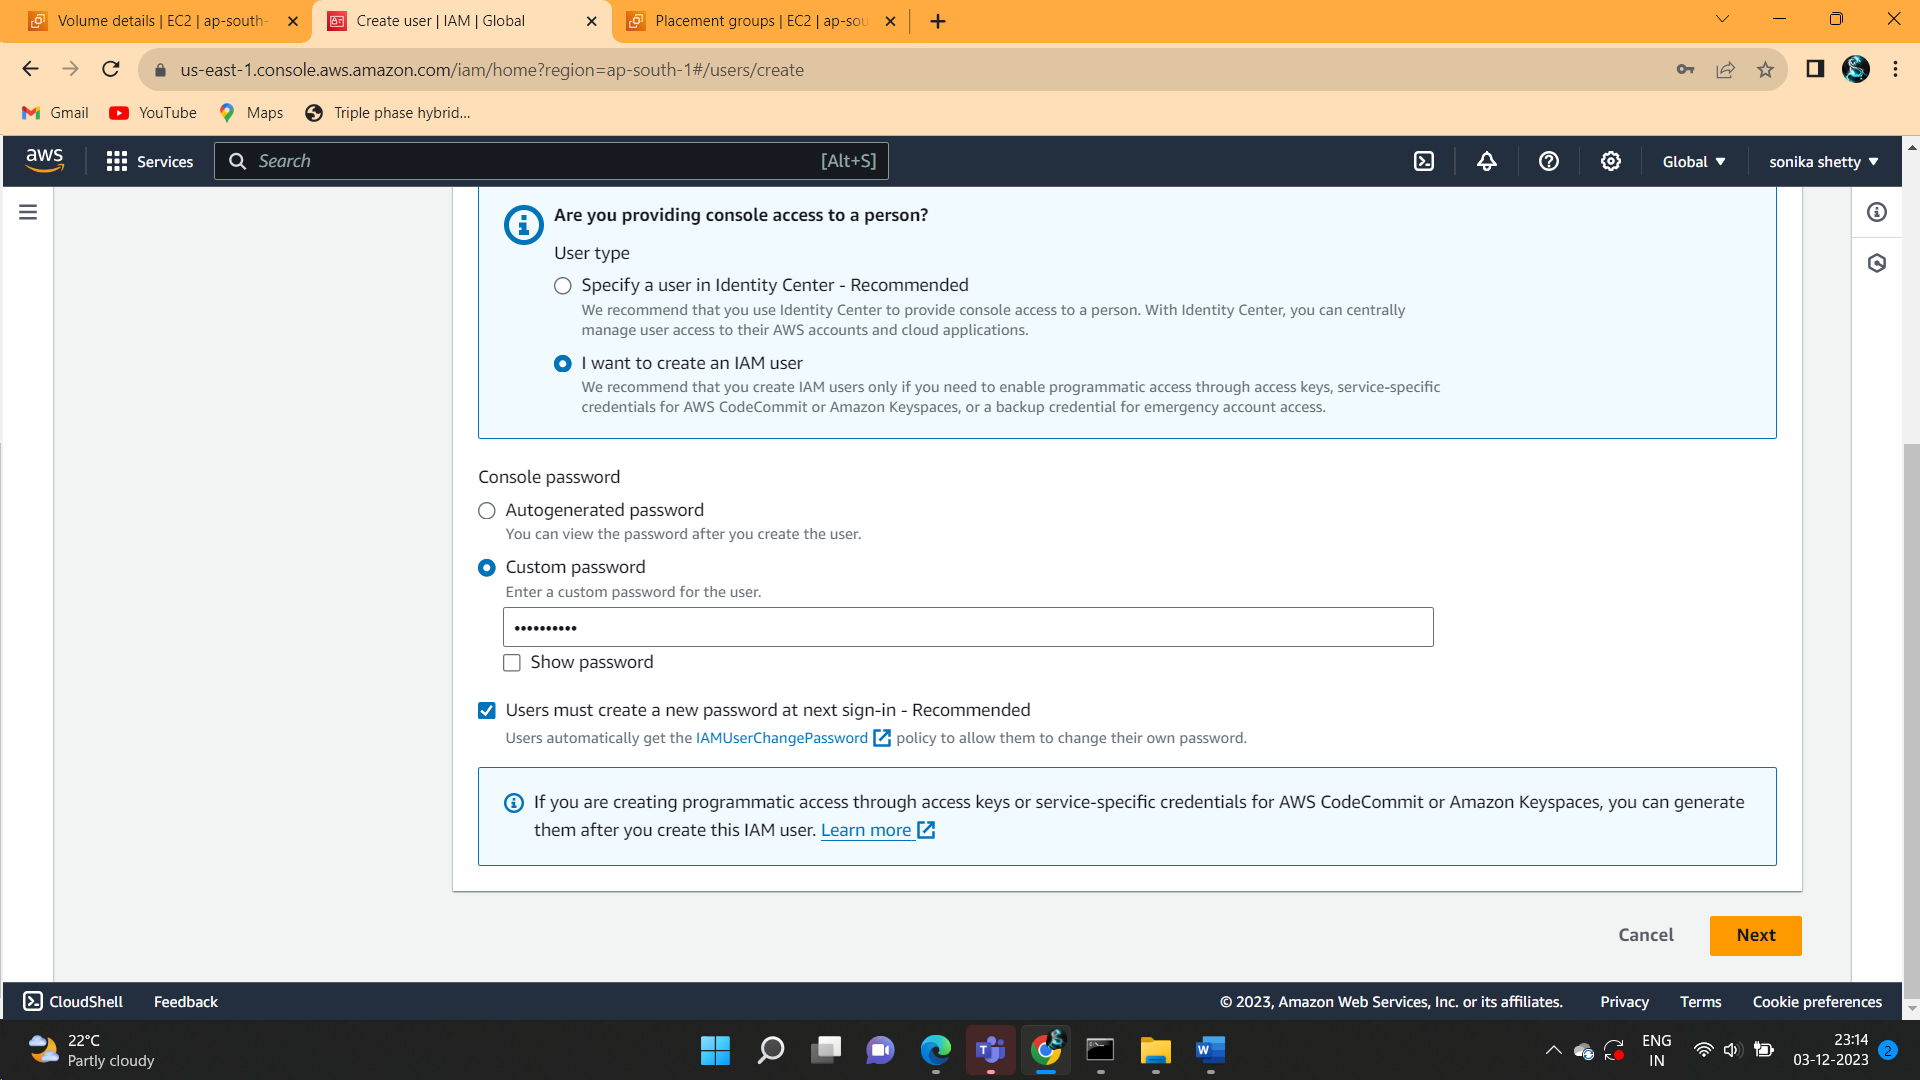 Volume details | EC2 | ap-south-
Create user | IAM | Global
Placement groups | EC2 | ap-sou
us-east-1.console.aws.amazon.com/iam/home?region=ap-south-1#/users/create
Gmail
YouTube
Maps
Triple phase hybrid...
aws
Services
Search
[Alt+S]
Global
sonika shetty
Are you providing console access to a person?
User type
Specify a user in Identity Center - Recommended
We recommend that you use Identity Center to provide console access to a person. With Identity Center, you can centrally
manage user access to their AWS accounts and cloud applications.
I want to create an IAM user
We recommend that you create IAM users only if you need to enable programmatic access through access keys, service-specific
credentials for AWS CodeCommit or Amazon Keyspaces, or a backup credential for emergency account access.
Console password
Autogenerated password
You can view the password after you create the user.
Custom password
Enter a custom password for the user.
••••••••••
Show password
Users must create a new password at next sign-in - Recommended
Users automatically get the IAMUserChangePassword policy to allow them to change their own password.
If you are creating programmatic access through access keys or service-specific credentials for AWS CodeCommit or Amazon Keyspaces, you can generate
them after you create this IAM user. Learn more
Cancel
Next
CloudShell
Feedback
© 2023, Amazon Web Services, Inc. or its affiliates.
Privacy
Terms
Cookie preferences
22°C
Partly cloudy
ENG
IN
23:14
03-12-2023
2